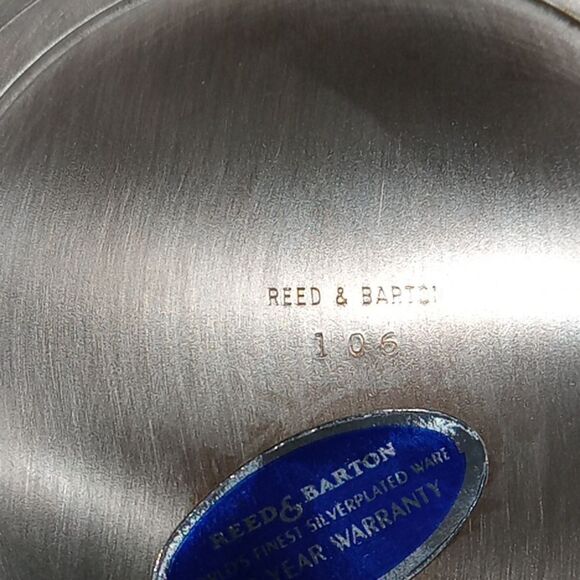 REED & BARTON
106
REED & BARTON
FINEST SILVERPLATED WARE
YEAR WARRANTY